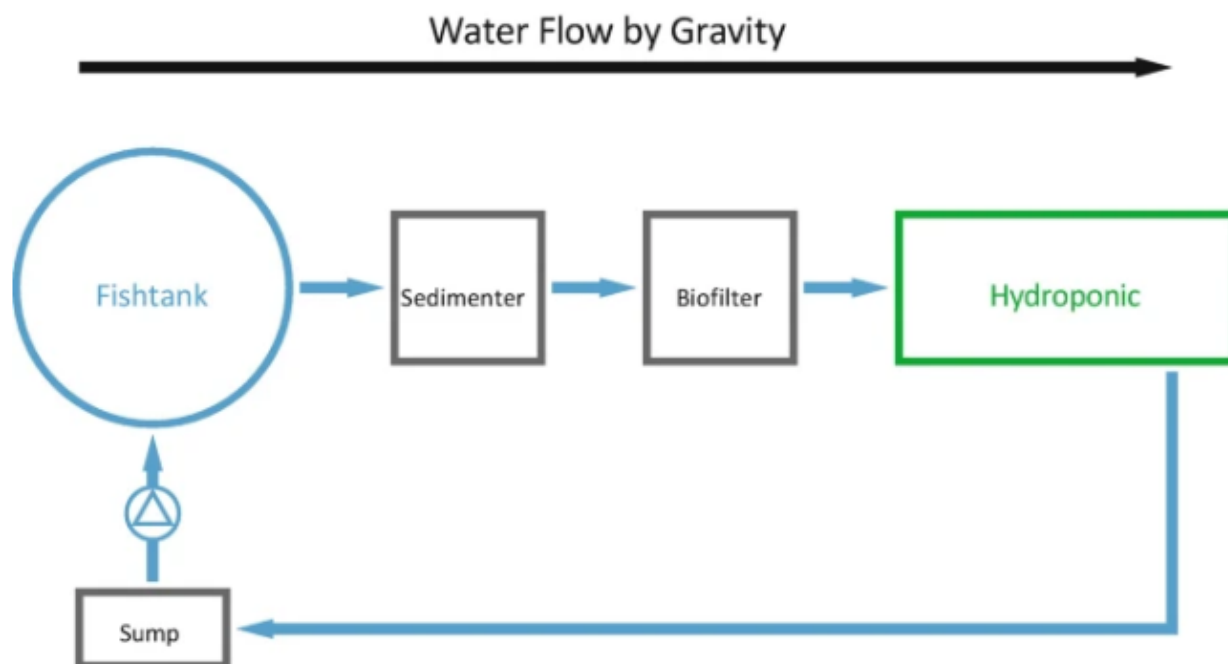 Water Flow by Gravity
Fishtank
Sedimenter
Biofilter
Hydroponic
Sump